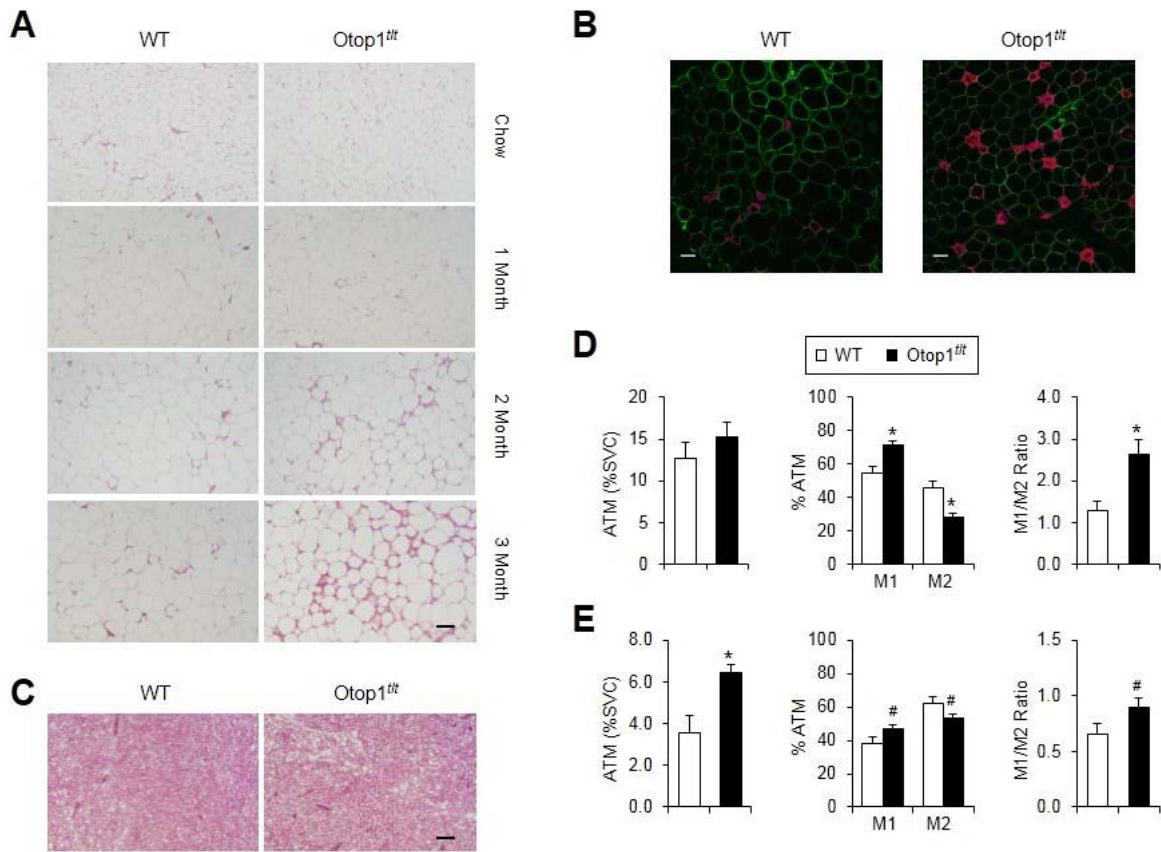 A
WT Otop1tlt
Chow
1 Month
2 Month
3 Month
B
WT Otop1tlt
C
WT Otop1tlt
D
WT Otop1tlt
20
15
10
5
0
ATM (%SVC)
100
80
60
40
20
0
% ATM
M1 M2
* *
4.0
3.0
2.0
1.0
0.0
M1/M2 Ratio
*
E
8.0
6.0
4.0
2.0
0.0
ATM (%SVC)
*
100
80
60
40
20
0
% ATM
M1 M2
# #
1.5
1.0
0.5
0.0
M1/M2 Ratio
#